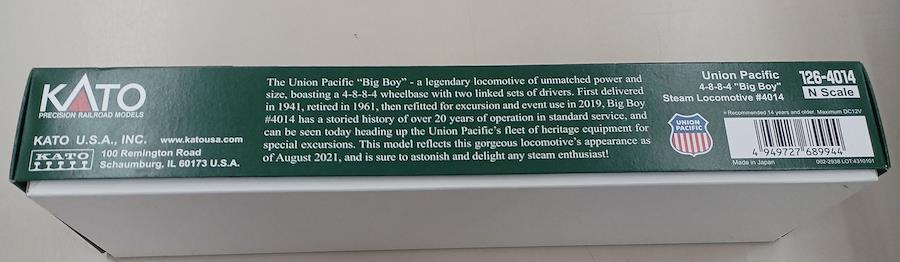 KATO
PRECISION RAILROAD MODELS
KATO U.S.A., INC. www.katousa.com
KATO
100 Remington Road
Schaumburg, IL 60173 U.S.A.
The Union Pacific "Big Boy" - a legendary locomotive of unmatched power and
size, boasting a 4-8-8-4 wheelbase with two linked sets of drivers. First delivered
in 1941, retired in 1961, then refitted for excursion and event use in 2019, Big Boy
#4014 has a storied history of over 20 years of operation in standard service, and
can be seen today heading up the Union Pacific's fleet of heritage equipment for
special excursions. This model reflects this gorgeous locomotive's appearance as
of August 2021, and is sure to astonish and delight any steam enthusiast!
Union Pacific
4-8-8-4 "Big Boy"
Steam Locomotive #4014
126-4014
N Scale
* Recommended 14 years and older. Maximum DC12V
UNION
PACIFIC
4 949727 689944
Made in Japan
002-2938 LOT:4310101